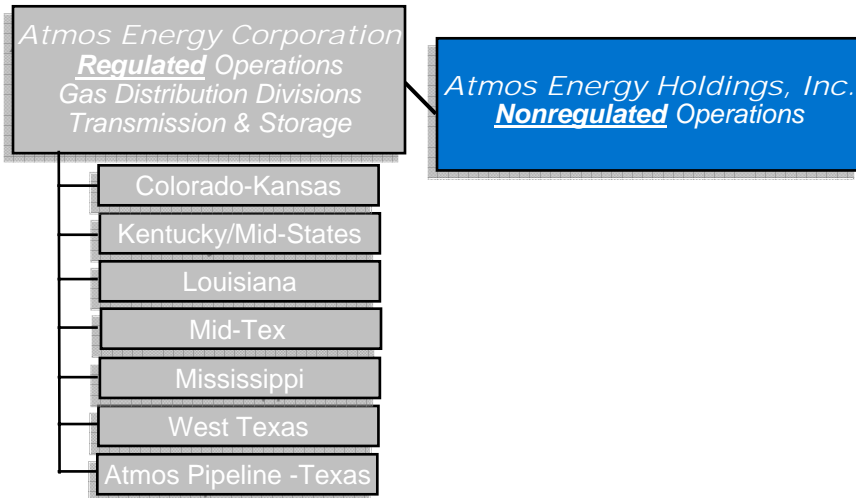 Atmos Energy Corporation
Regulated Operations
Gas Distribution Divisions
Transmission & Storage
Atmos Energy Holdings, Inc.
Nonregulated Operations
Colorado-Kansas
Kentucky/Mid-States
Louisiana
Mid-Tex
Mississippi
West Texas
Atmos Pipeline -Texas